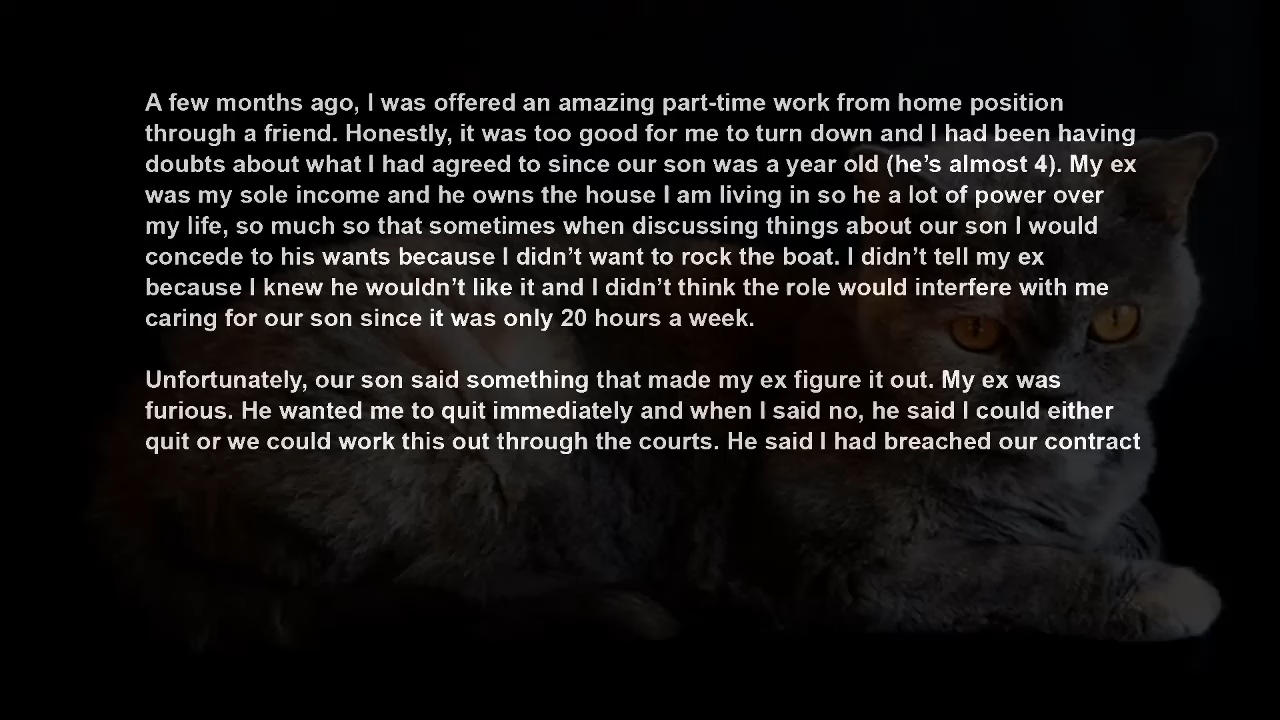 A few months ago, I was offered an amazing part-time work from home position
through a friend. Honestly, it was too good for me to turn down and I had been having
doubts about what I had agreed to since our son was a year old (he’s almost 4). My ex
was my sole income and he owns the house I am living in so he a lot of power over
my life, so much so that sometimes when discussing things about our son I would
concede to his wants because I didn’t want to rock the boat. I didn’t tell my ex
because I knew he wouldn’t like it and I didn’t think the role would interfere with me
caring for our son since it was only 20 hours a week.
Unfortunately, our son said something that made my ex figure it out. My ex was
furious. He wanted me to quit immediately and when I said no, he said I could either
quit or we could work this out through the courts. He said I had breached our contract